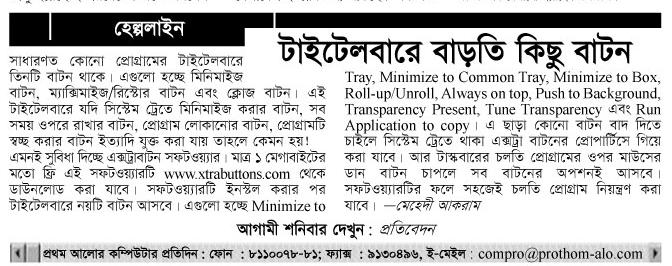 হেল্পলাইন
টাইটেলবারে বাড়তি কিছু বাটন
সাধারণত কোনো প্রোগ্রামের টাইটেলবারে
তিনটি বাটন থাকে। এগুলো হচ্ছে মিনিমাইজ
বাটন, ম্যাক্সিমাইজ/রিস্টোর বাটন এবং ক্লোজ বাটন। এই
টাইটেলবারে যদি সিস্টেম ট্রেতে মিনিমাইজ করার বাটন, সব
সময় ওপরে রাখার বাটন, প্রোগ্রাম লোকানোর বাটন, প্রোগ্রামটি
স্বচ্ছ করার বাটন ইত্যাদি যুক্ত করা যায় তাহলে কেমন হয়!
এমনই সুবিধা দিচ্ছে এক্সট্রাবাটন সফটওয়্যার। মাত্র ১ মেগাবাইটের
মতো ফ্রি এই সফটওয়্যারটি www.xtrabuttons.com থেকে
ডাউনলোড করা যাবে। সফটওয়্যারটি ইনস্টল করার পর
টাইটেলবারে নয়টি বাটন আসবে। এগুলো হচ্ছে Minimize to
Tray, Minimize to Common Tray, Minimize to Box,
Roll-up/Unroll, Always on top, Push to Background,
Transparency Present, Tune Transparency এবং Run
Application to copy। এ ছাড়া কোনো বাটন বাদ দিতে
চাইলে সিস্টেম ট্রেতে থাকা এক্সট্রা বাটনের প্রোপার্টিসে গিয়ে
করা যাবে। আর টাস্কবারের চলতি প্রোগ্রামের ওপর মাউসের
ডান বাটন চাপলে সব বাটনের অপশনই আসবে।
সফটওয়্যারটির ফলে সহজেই চলতি প্রোগ্রাম নিয়ন্ত্রণ করা
যাবে। —মেহেদী আকরাম
আগামী শনিবার দেখুন : প্রতিবেদন
প্রথম আলোর কম্পিউটার প্রতিদিন : ফোন : ৮১১০০৭৮-৮১; ফ্যাক্স : ৯১৩০৪৯৬, ই-মেইল : compro@prothom-alo.com